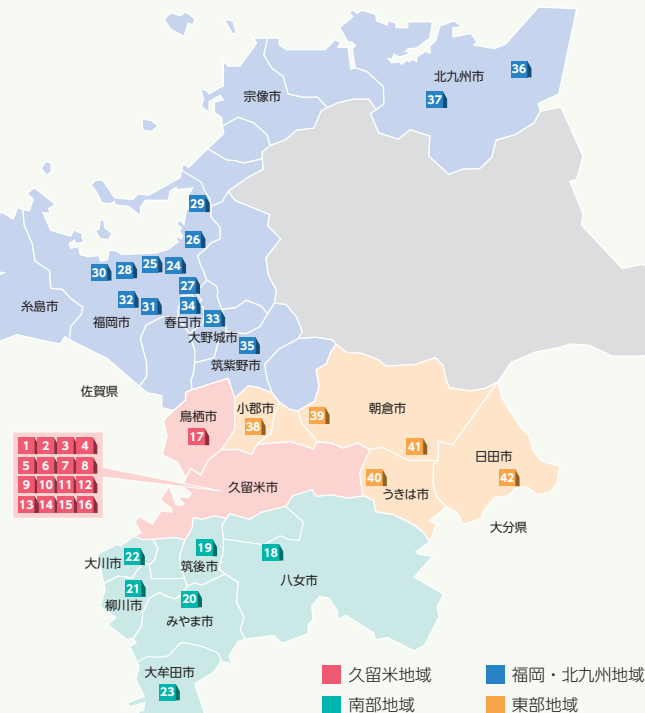 36
北九州市
37
宗像市
29
26
25
24
28
30
27
32
31
34
33
糸島市
福岡市
春日市
大野城市
35
筑紫野市
佐賀県
鳥栖市
17
小郡市
38
39
朝倉市
41
日田市
40
42
うきは市
大分県
1 2 3 4
5 6 7 8
9 10 11 12
13 14 15 16
久留米市
大川市
22
19
筑後市
18
八女市
21
柳川市
20
みやま市
大牟田市
23
久留米地域
福岡・北九州地域
南部地域
東部地域